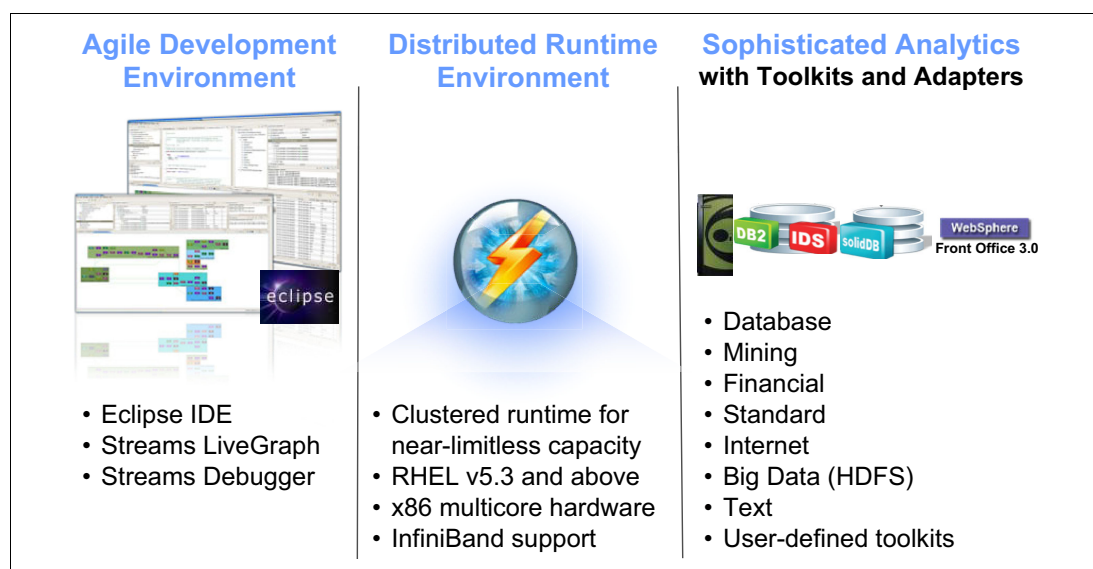 Agile Development
Environment
• Eclipse IDE
• Streams LiveGraph
• Streams Debugger
eclipse
Distributed Runtime
Environment
• Clustered runtime for
near-limitless capacity
• RHEL v5.3 and above
• x86 multicore hardware
• InfiniBand support
Sophisticated Analytics
with Toolkits and Adapters
DB2
IDS
solidDB
WebSphere
Front Office 3.0
• Database
• Mining
• Financial
• Standard
• Internet
• Big Data (HDFS)
• Text
• User-defined toolkits